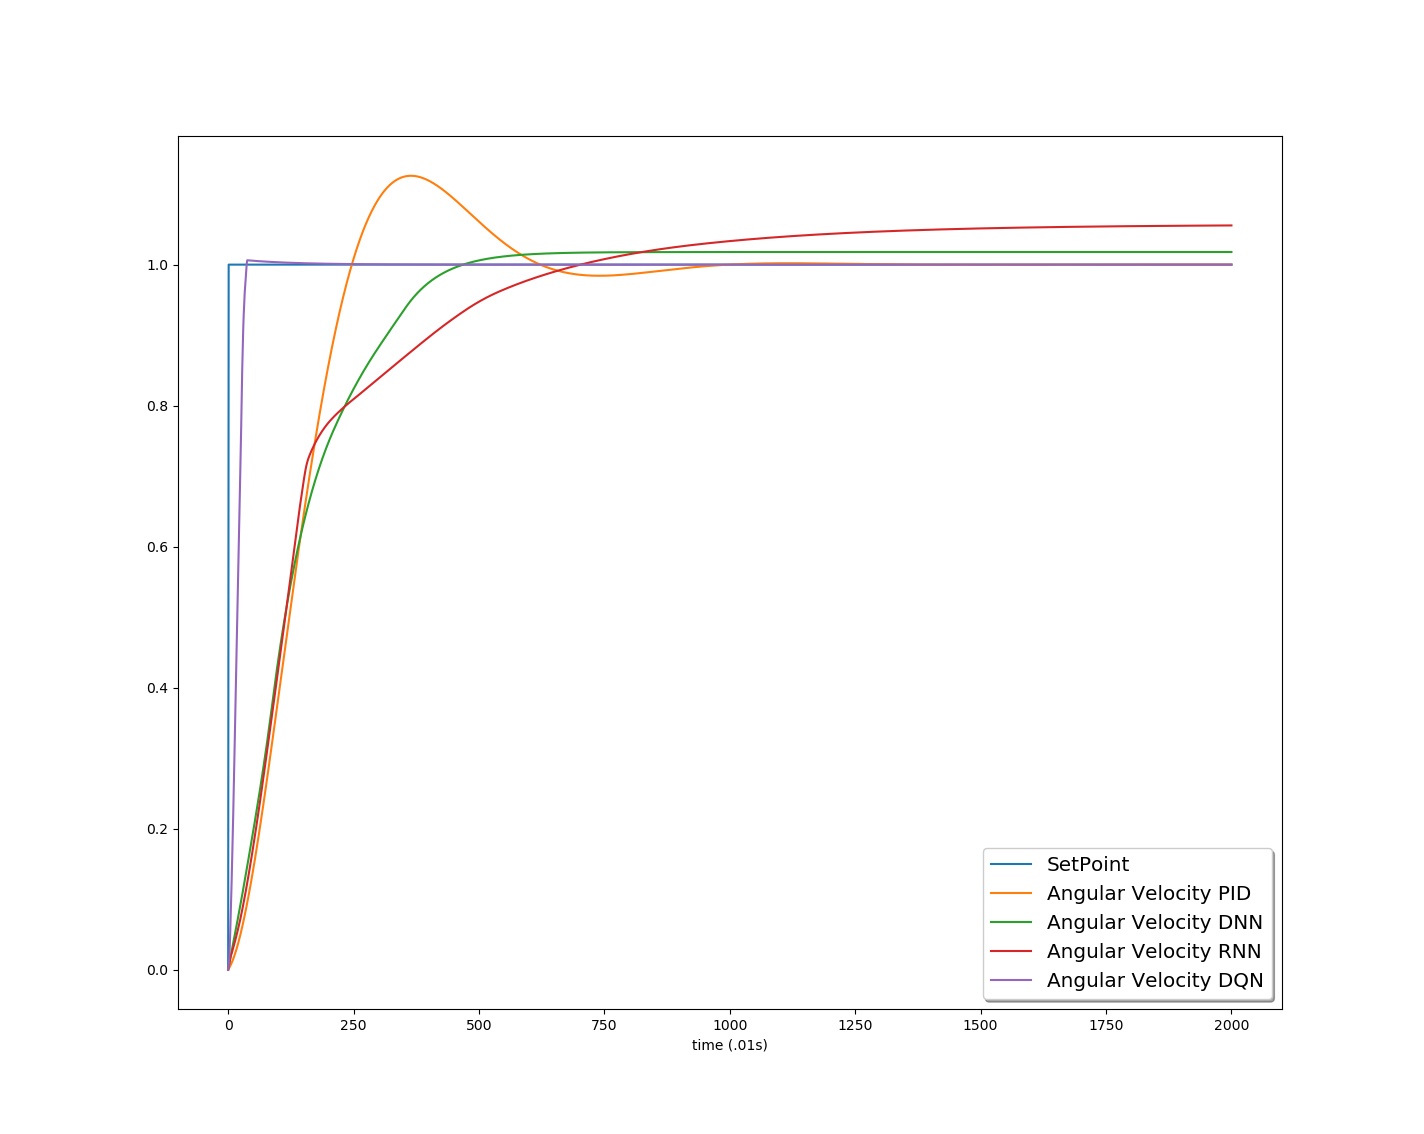 1.0
0.8
0.6
0.4
0.2
0.0
SetPoint
Angular Velocity PID
Angular Velocity DNN
Angular Velocity RNN
Angular Velocity DQN
0 250 500 750 1000 1250 1500 1750 2000
time (.01s)